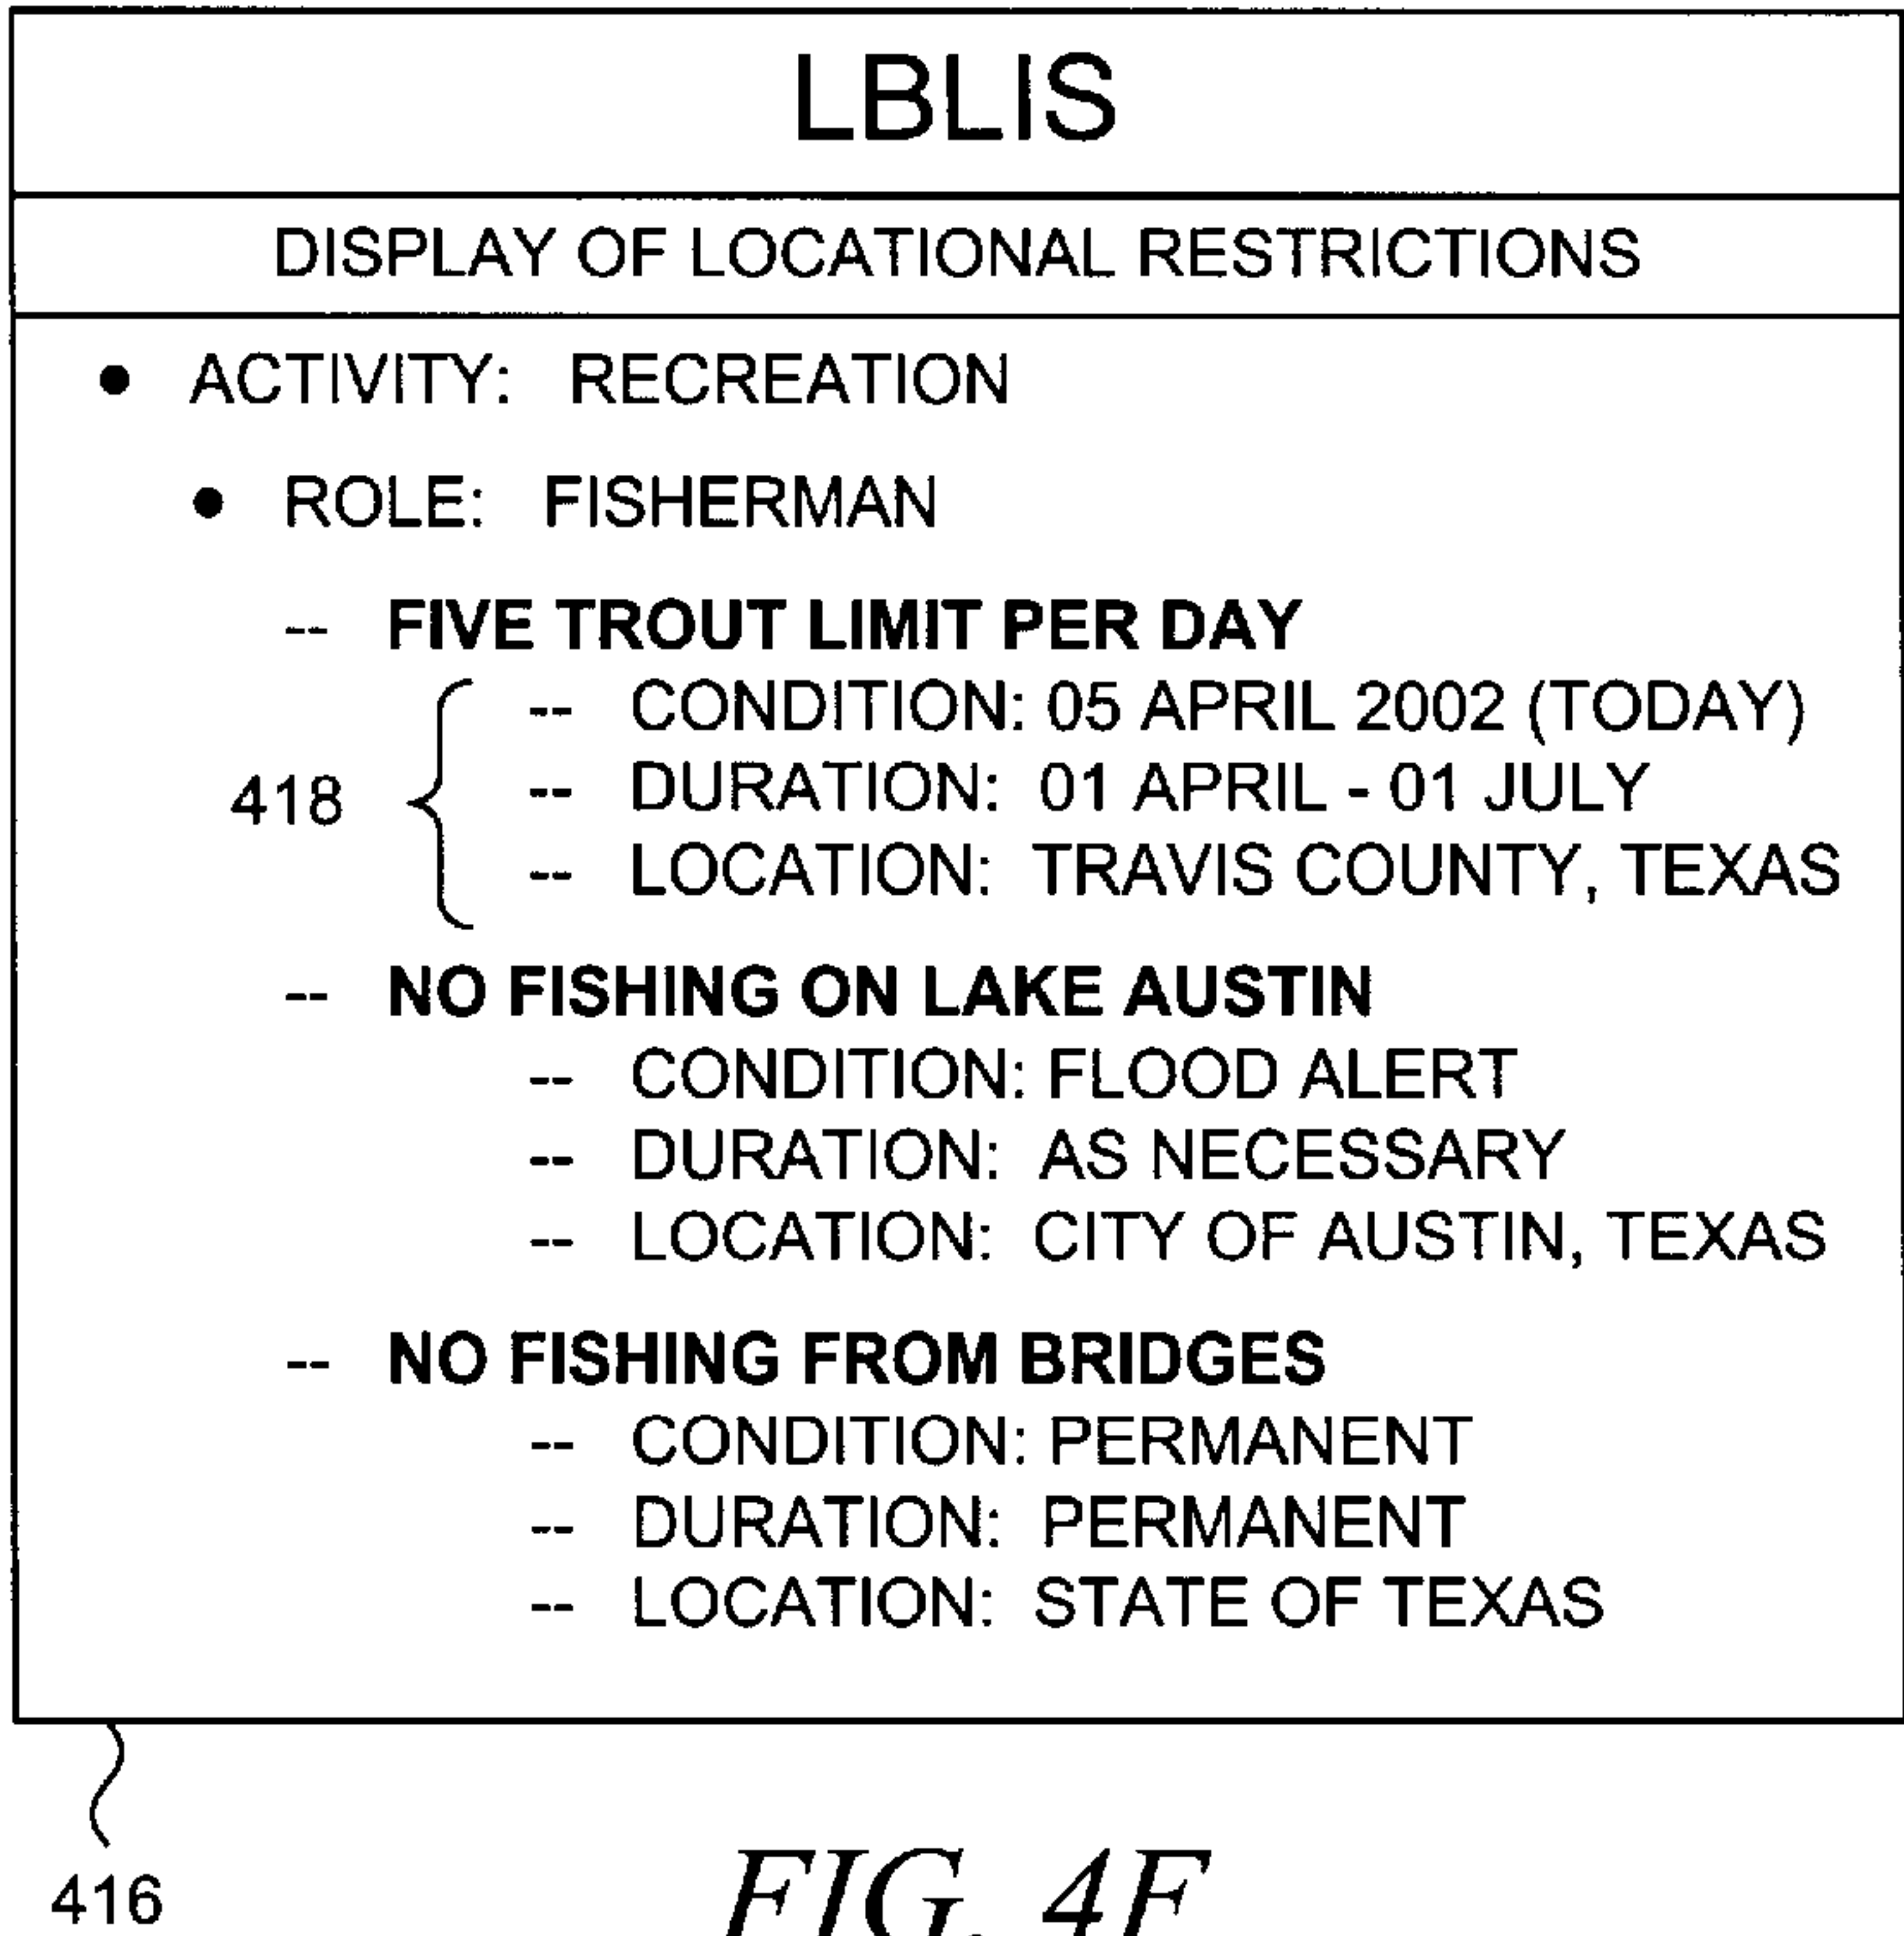 LBLIS
DISPLAY OF LOCATIONAL RESTRICTIONS
● ACTIVITY: RECREATION
● ROLE: FISHERMAN
-- FIVE TROUT LIMIT PER DAY
-- CONDITION: 05 APRIL 2002 (TODAY)
418 -- DURATION: 01 APRIL - 01 JULY
-- LOCATION: TRAVIS COUNTY, TEXAS
-- NO FISHING ON LAKE AUSTIN
-- CONDITION: FLOOD ALERT
-- DURATION: AS NECESSARY
-- LOCATION: CITY OF AUSTIN, TEXAS
-- NO FISHING FROM BRIDGES
-- CONDITION: PERMANENT
-- DURATION: PERMANENT
-- LOCATION: STATE OF TEXAS
416
FIG. 4F